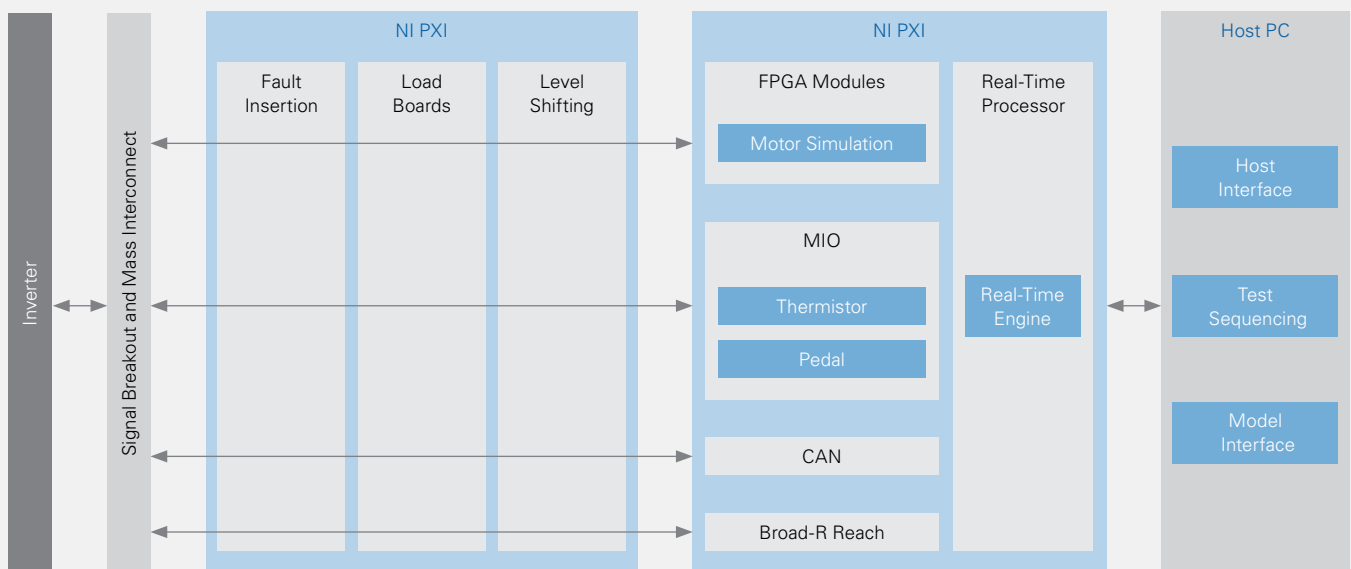 Inverter
Signal Breakout and Mass Interconnect
NI PXI
Fault
Insertion
Load
Boards
Level
Shifting
NI PXI
FPGA Modules
Motor Simulation
MIO
Thermistor
Pedal
CAN
Broad-R Reach
Real-Time
Processor
Real-Time
Engine
Host PC
Host
Interface
Test
Sequencing
Model
Interface